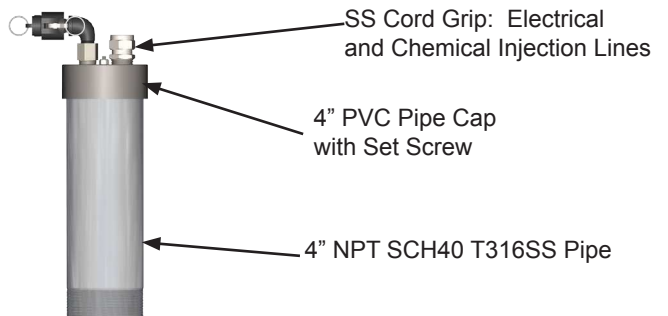 SS Cord Grip:  Electrical
and Chemical Injection Lines
4” PVC Pipe Cap
with Set Screw
4” NPT SCH40 T316SS Pipe